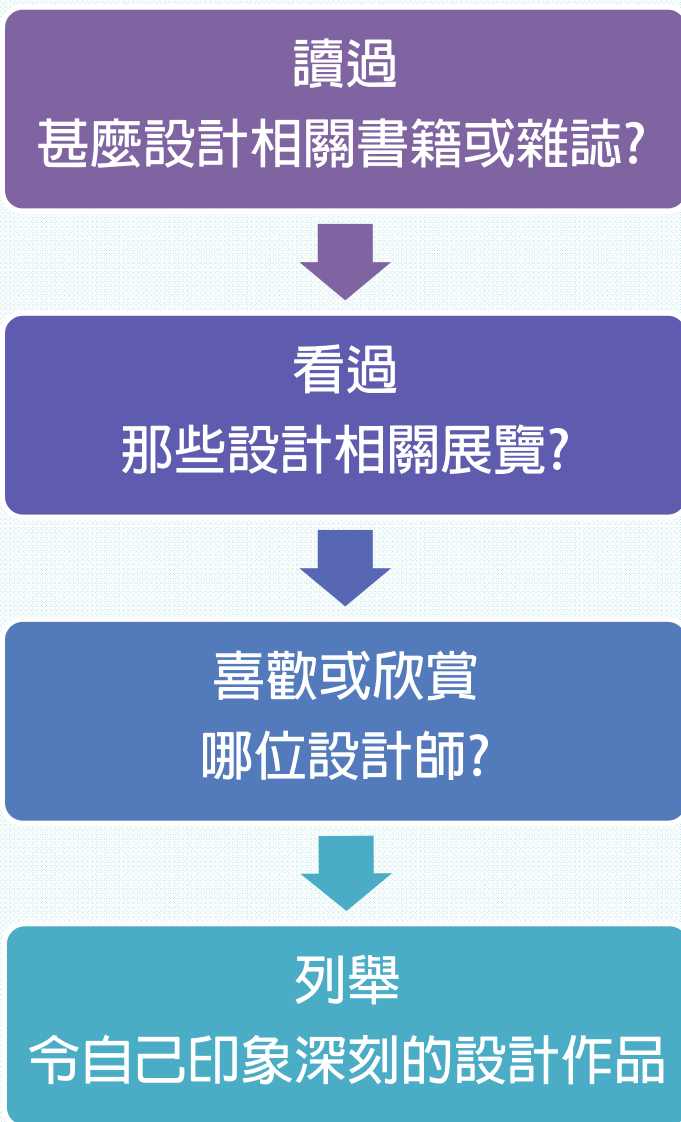 讀過
甚麼設計相關書籍或雜誌?
看過
那些設計相關展覽?
喜歡或欣賞
哪位設計師?
列舉
令自己印象深刻的設計作品